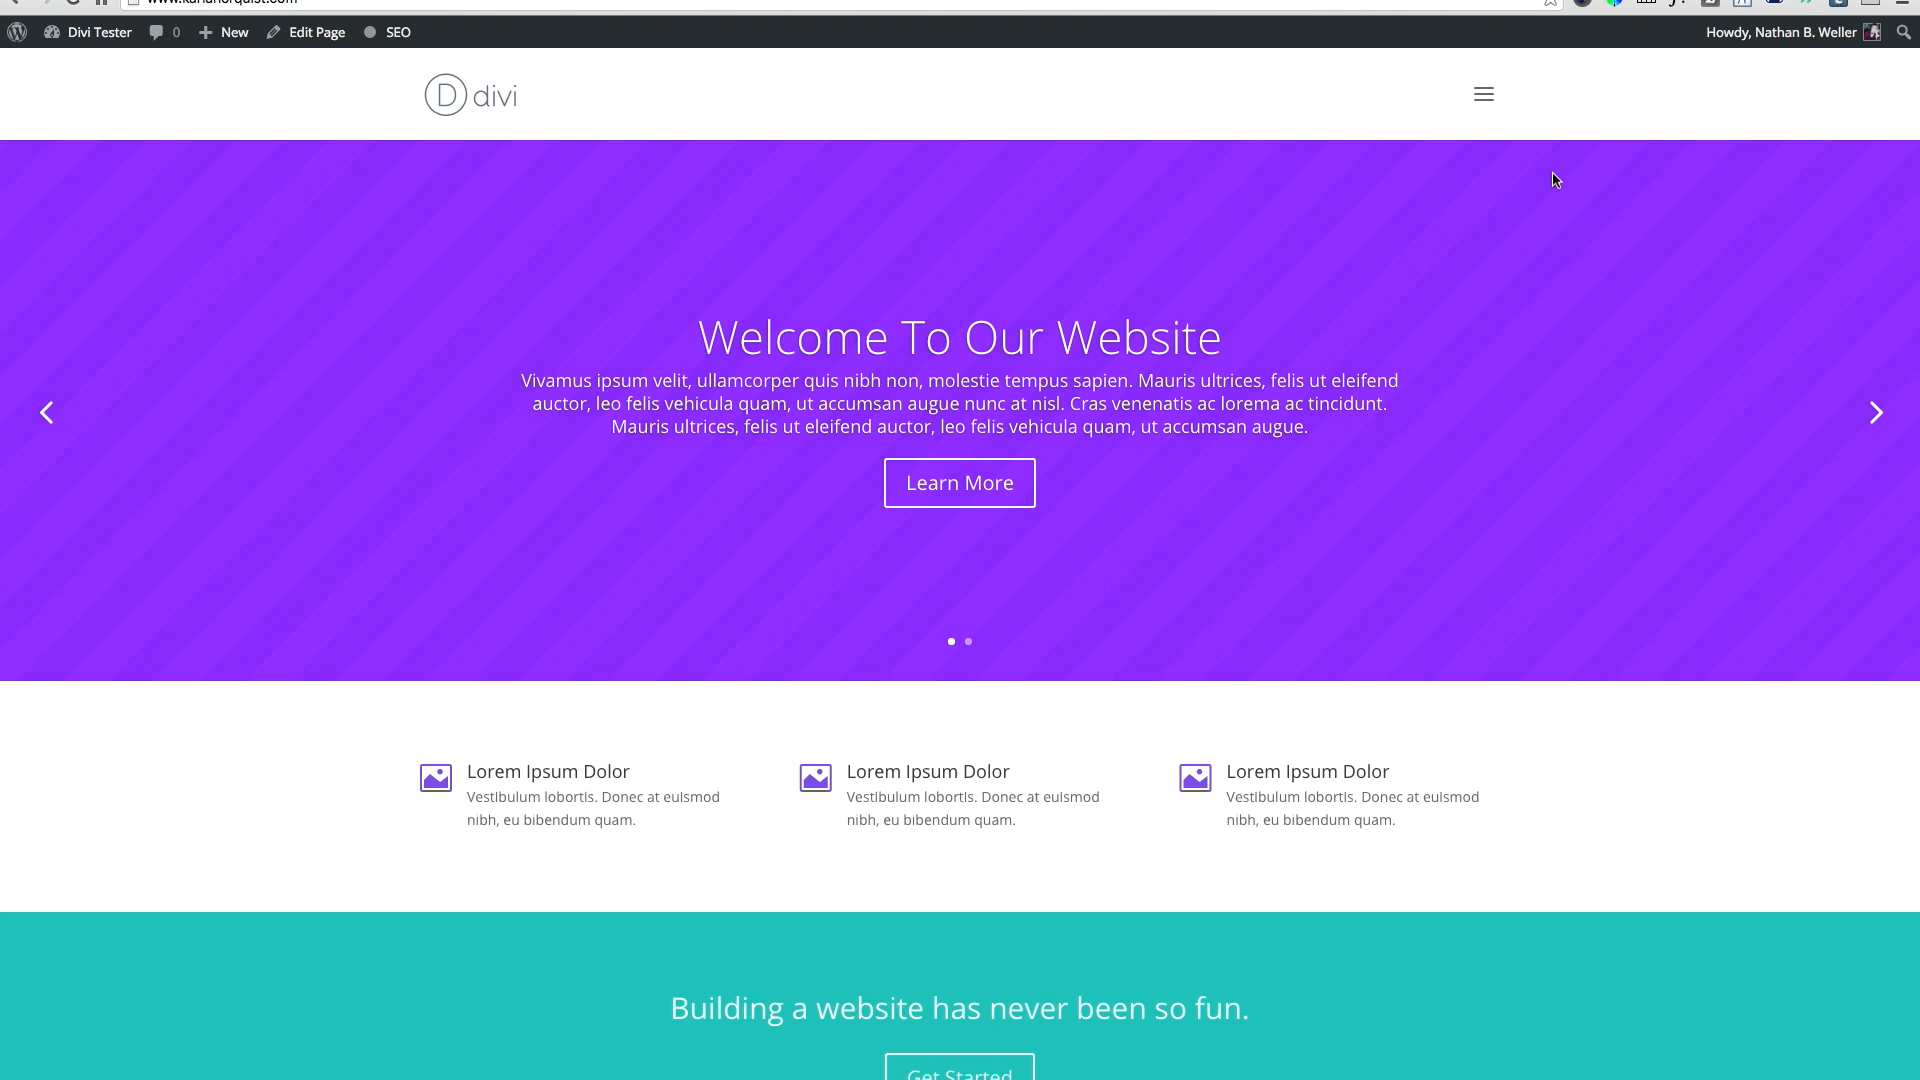 Divi Tester 0 New Edit Page SEO Howdy, Nathan B. Weller
D divi
Welcome To Our Website
Vivamus ipsum velit, ullamcorper quis nibh non, molestie tempus sapien. Mauris ultrices, felis ut eleifend
auctor, leo felis vehicula quam, ut accumsan augue nunc at nisl. Cras venenatis ac lorema ac tincidunt.
Mauris ultrices, felis ut eleifend auctor, leo felis vehicula quam, ut accumsan augue.
Learn More
Lorem Ipsum Dolor
Vestibulum lobortis. Donec at euismod
nibh, eu bibendum quam.
Lorem Ipsum Dolor
Vestibulum lobortis. Donec at euismod
nibh, eu bibendum quam.
Lorem Ipsum Dolor
Vestibulum lobortis. Donec at euismod
nibh, eu bibendum quam.
Building a website has never been so fun.
Get Started